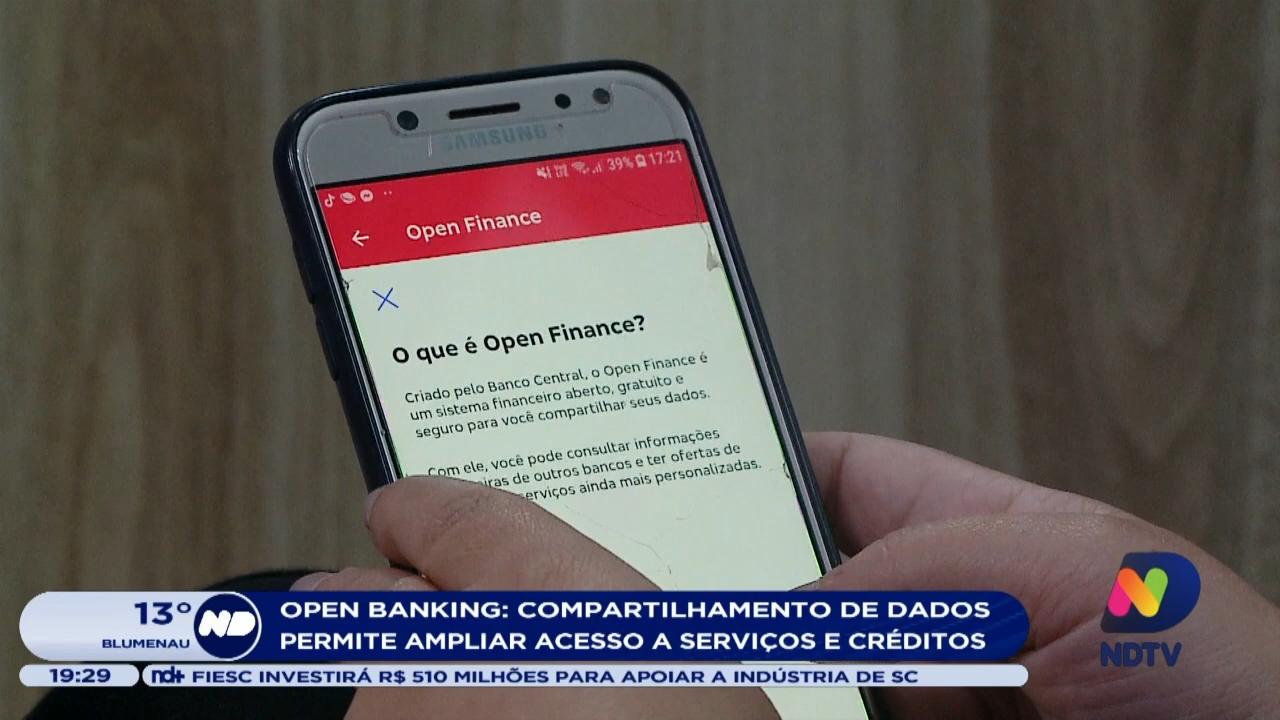 SAMSUNG
39% 17:21
Open Finance
O que é Open Finance?
Criado pelo Banco Central, o Open Finance é
um sistema financeiro aberto, gratuito e
seguro para você compartilhar seus dados.
Com ele, você pode consultar informações
de outros bancos e ter ofertas de
serviços ainda mais personalizadas.
13°
BLUMENAU
ND
OPEN BANKING: COMPARTILHAMENTO DE DADOS
PERMITE AMPLIAR ACESSO A SERVIÇOS E CRÉDITOS
NDTV
19:29
nd+ FIESC INVESTIRÁ R$ 510 MILHÕES PARA APOIAR A INDÚSTRIA DE SC